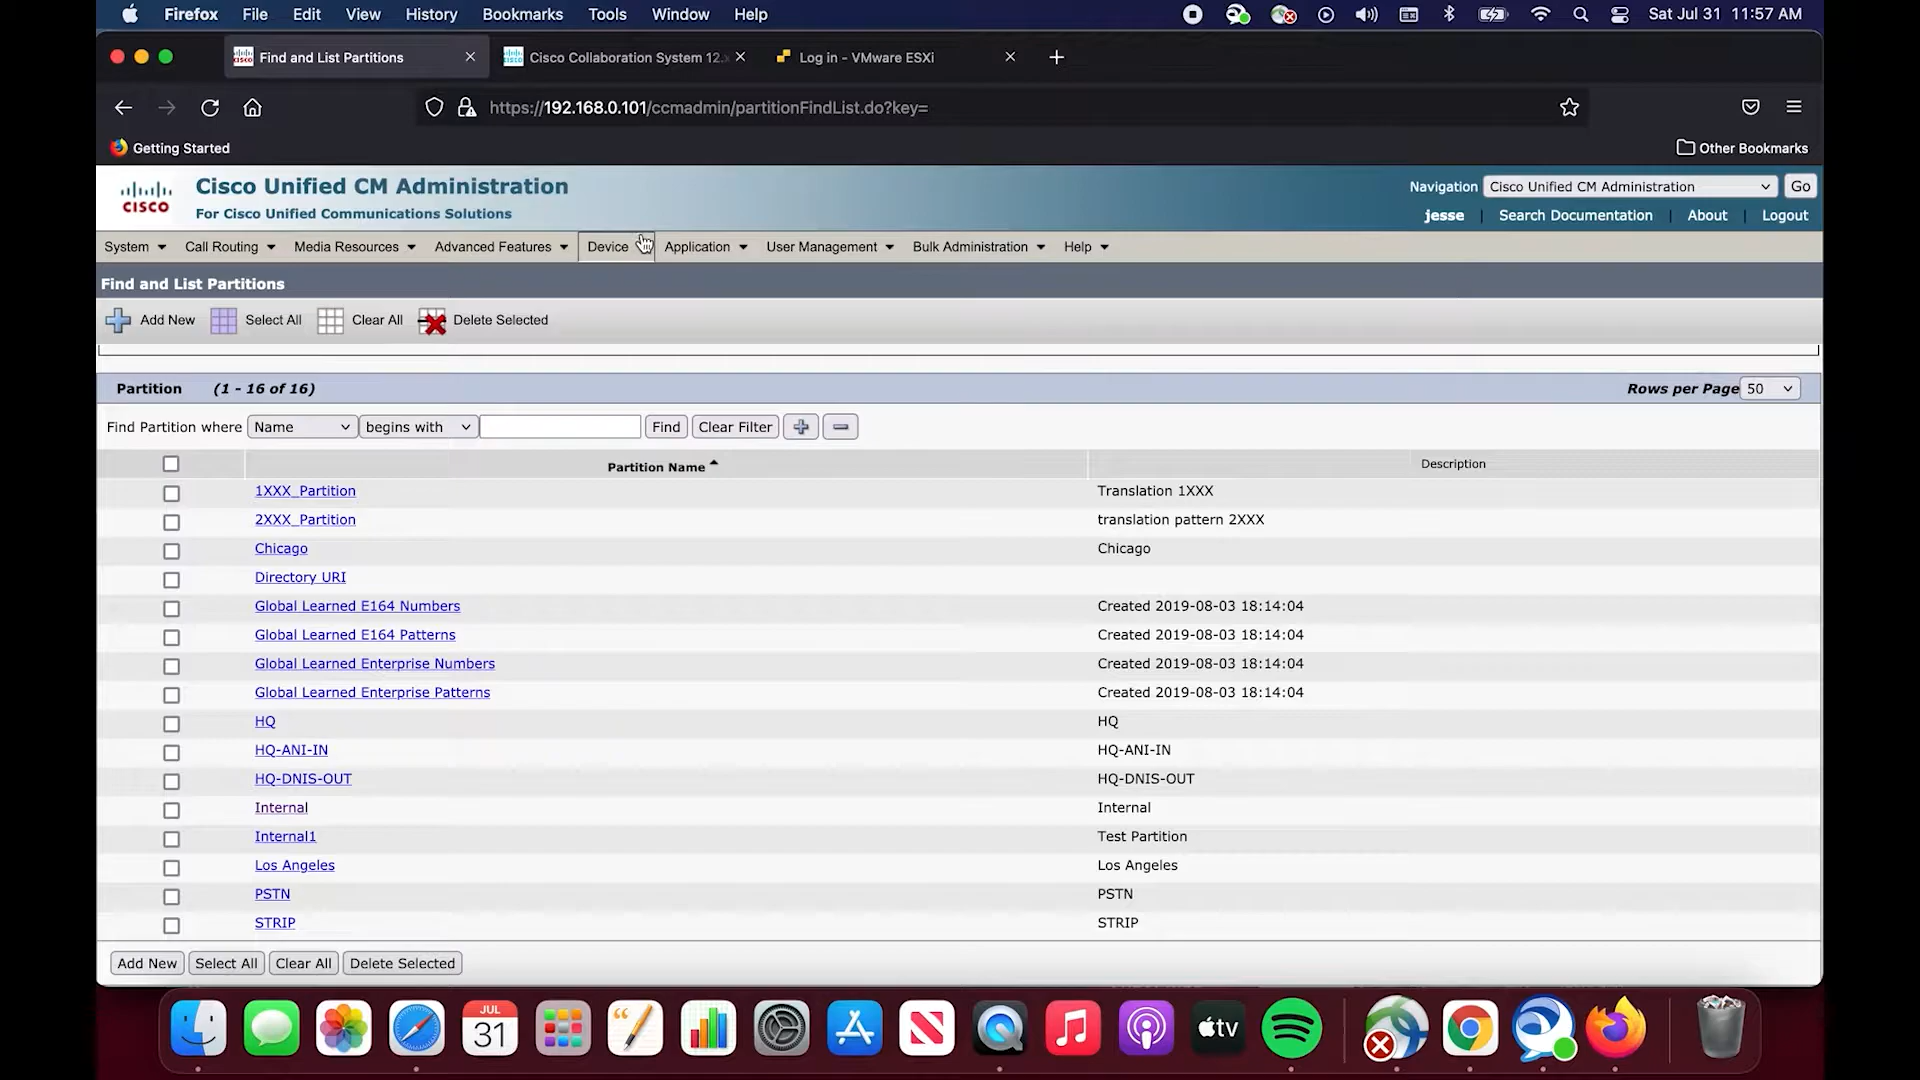 Firefox File Edit View History Bookmarks Tools Window Help
Sat Jul 31 11:57 AM
Find and List Partitions
Cisco Collaboration System 12.
Log in - VMware ESXi
https://192.168.0.101/ccmadmin/partitionFindList.do?key=
Getting Started
Other Bookmarks
CISCO
Cisco Unified CM Administration
For Cisco Unified Communications Solutions
Navigation Cisco Unified CM Administration Go
jesse | Search Documentation | About | Logout
System Call Routing Media Resources Advanced Features Device Application User Management Bulk Administration Help
Find and List Partitions
Add New Select All Clear All Delete Selected
Partition (1 - 16 of 16)
Rows per Page 50
Find Partition where Name begins with Find Clear Filter
Partition Name Description
1XXX_Partition Translation 1XXX
2XXX_Partition translation pattern 2XXX
Chicago Chicago
Directory URI
Global Learned E164 Numbers Created 2019-08-03 18:14:04
Global Learned E164 Patterns Created 2019-08-03 18:14:04
Global Learned Enterprise Numbers Created 2019-08-03 18:14:04
Global Learned Enterprise Patterns Created 2019-08-03 18:14:04
HQ HQ
HQ-ANI-IN HQ-ANI-IN
HQ-DNIS-OUT HQ-DNIS-OUT
Internal Internal
Internal1 Test Partition
Los Angeles Los Angeles
PSTN PSTN
STRIP STRIP
Add New Select All Clear All Delete Selected
JUL
31
tv